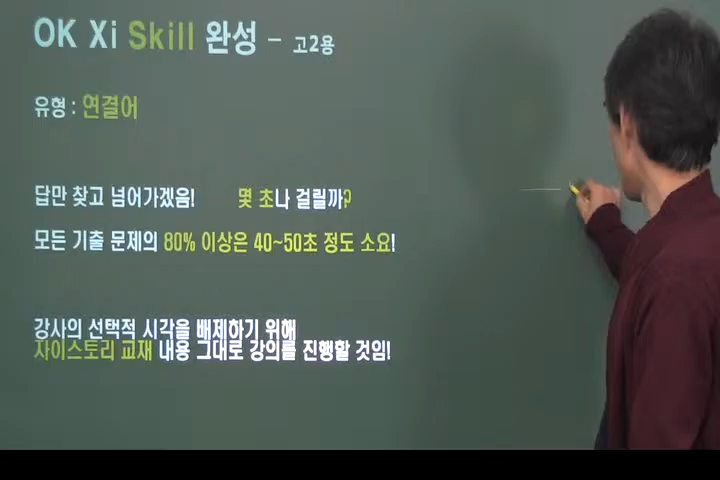 OK Xi Skill 완성 - 고2용
유형 : 연결어
답만 찾고 넘어가겠음! 몇 초나 걸릴까?
모든 기출 문제의 80% 이상은 40~50초 정도 소요!
강사의 선택적 시각을 배제하기 위해
자이스토리 교재 내용 그대로 강의를 진행할 것임!